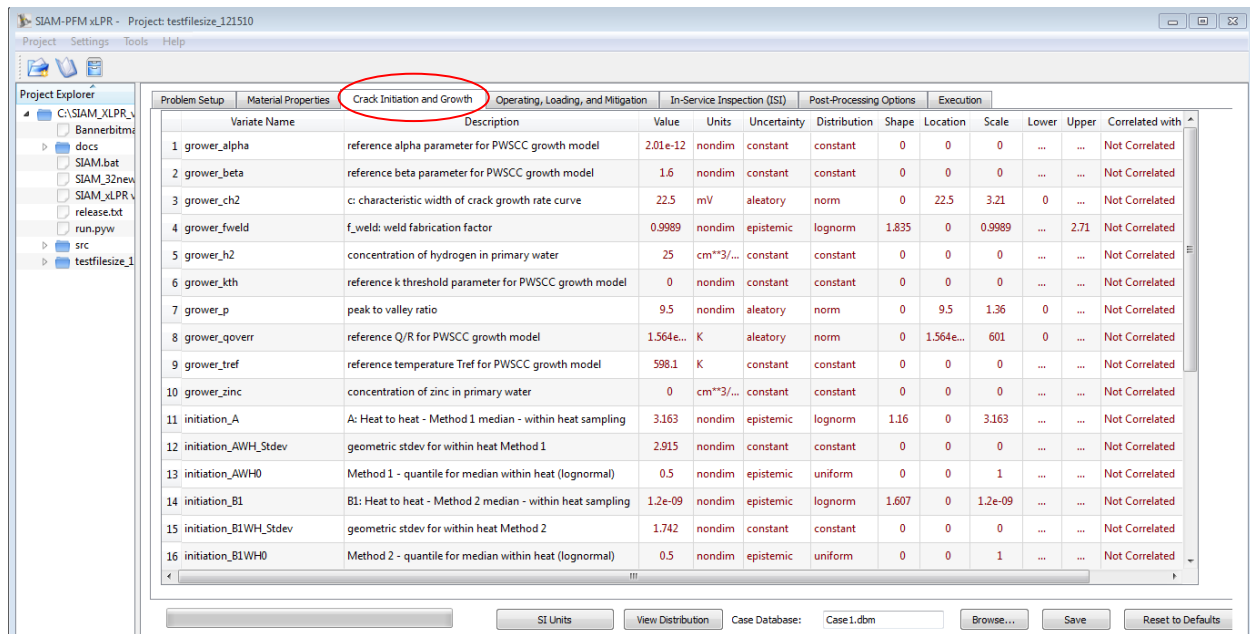 SIAM-PFM xLPR - Project: testfilesize_121510
Project Settings Tools Help
Project Explorer
C:\SIAM_XLPR_v
Bannerbitma
docs
SIAM.bat
SIAM_32new
SIAM_xLPR v
release.txt
run.pyw
src
testfilesize_1
Problem Setup Material Properties Crack Initiation and Growth Operating, Loading, and Mitigation In-Service Inspection (ISI) Post-Processing Options Execution
Variate Name Description Value Units Uncertainty Distribution Shape Location Scale Lower Upper Correlated with
1 grower_alpha reference alpha parameter for PWSCC growth model 2.01e-12 nondim constant constant 0 0 0 ... ... Not Correlated
2 grower_beta reference beta parameter for PWSCC growth model 1.6 nondim constant constant 0 0 0 ... ... Not Correlated
3 grower_ch2 c: characteristic width of crack growth rate curve 22.5 mV aleatory norm 0 22.5 3.21 0 ... Not Correlated
4 grower_fweld f_weld: weld fabrication factor 0.9989 nondim epistemic lognorm 1.835 0 0.9989 ... 2.71 Not Correlated
5 grower_h2 concentration of hydrogen in primary water 25 cm**3/... constant constant 0 0 0 ... ... Not Correlated
6 grower_kth reference k threshold parameter for PWSCC growth model 0 nondim constant constant 0 0 0 ... ... Not Correlated
7 grower_p peak to valley ratio 9.5 nondim aleatory norm 0 9.5 1.36 0 ... Not Correlated
8 grower_qoverr reference Q/R for PWSCC growth model 1.564e... K aleatory norm 0 1.564e... 601 0 ... Not Correlated
9 grower_tref reference temperature Tref for PWSCC growth model 598.1 K constant constant 0 0 0 ... ... Not Correlated
10 grower_zinc concentration of zinc in primary water 0 cm**3/... constant constant 0 0 0 ... ... Not Correlated
11 initiation_A A: Heat to heat - Method 1 median - within heat sampling 3.163 nondim epistemic lognorm 1.16 0 3.163 ... ... Not Correlated
12 initiation_AWH_Stdev geometric stdev for within heat Method 1 2.915 nondim constant constant 0 0 0 ... ... Not Correlated
13 initiation_AWH0 Method 1 - quantile for median within heat (lognormal) 0.5 nondim epistemic uniform 0 0 1 ... ... Not Correlated
14 initiation_B1 B1: Heat to heat - Method 2 median - within heat sampling 1.2e-09 nondim epistemic lognorm 1.607 0 1.2e-09 ... ... Not Correlated
15 initiation_B1WH_Stdev geometric stdev for within heat Method 2 1.742 nondim constant constant 0 0 0 ... ... Not Correlated
16 initiation_B1WH0 Method 2 - quantile for median within heat (lognormal) 0.5 nondim epistemic uniform 0 0 1 ... ... Not Correlated
SI Units View Distribution Case Database: Case1.dbm Browse... Save Reset to Defaults